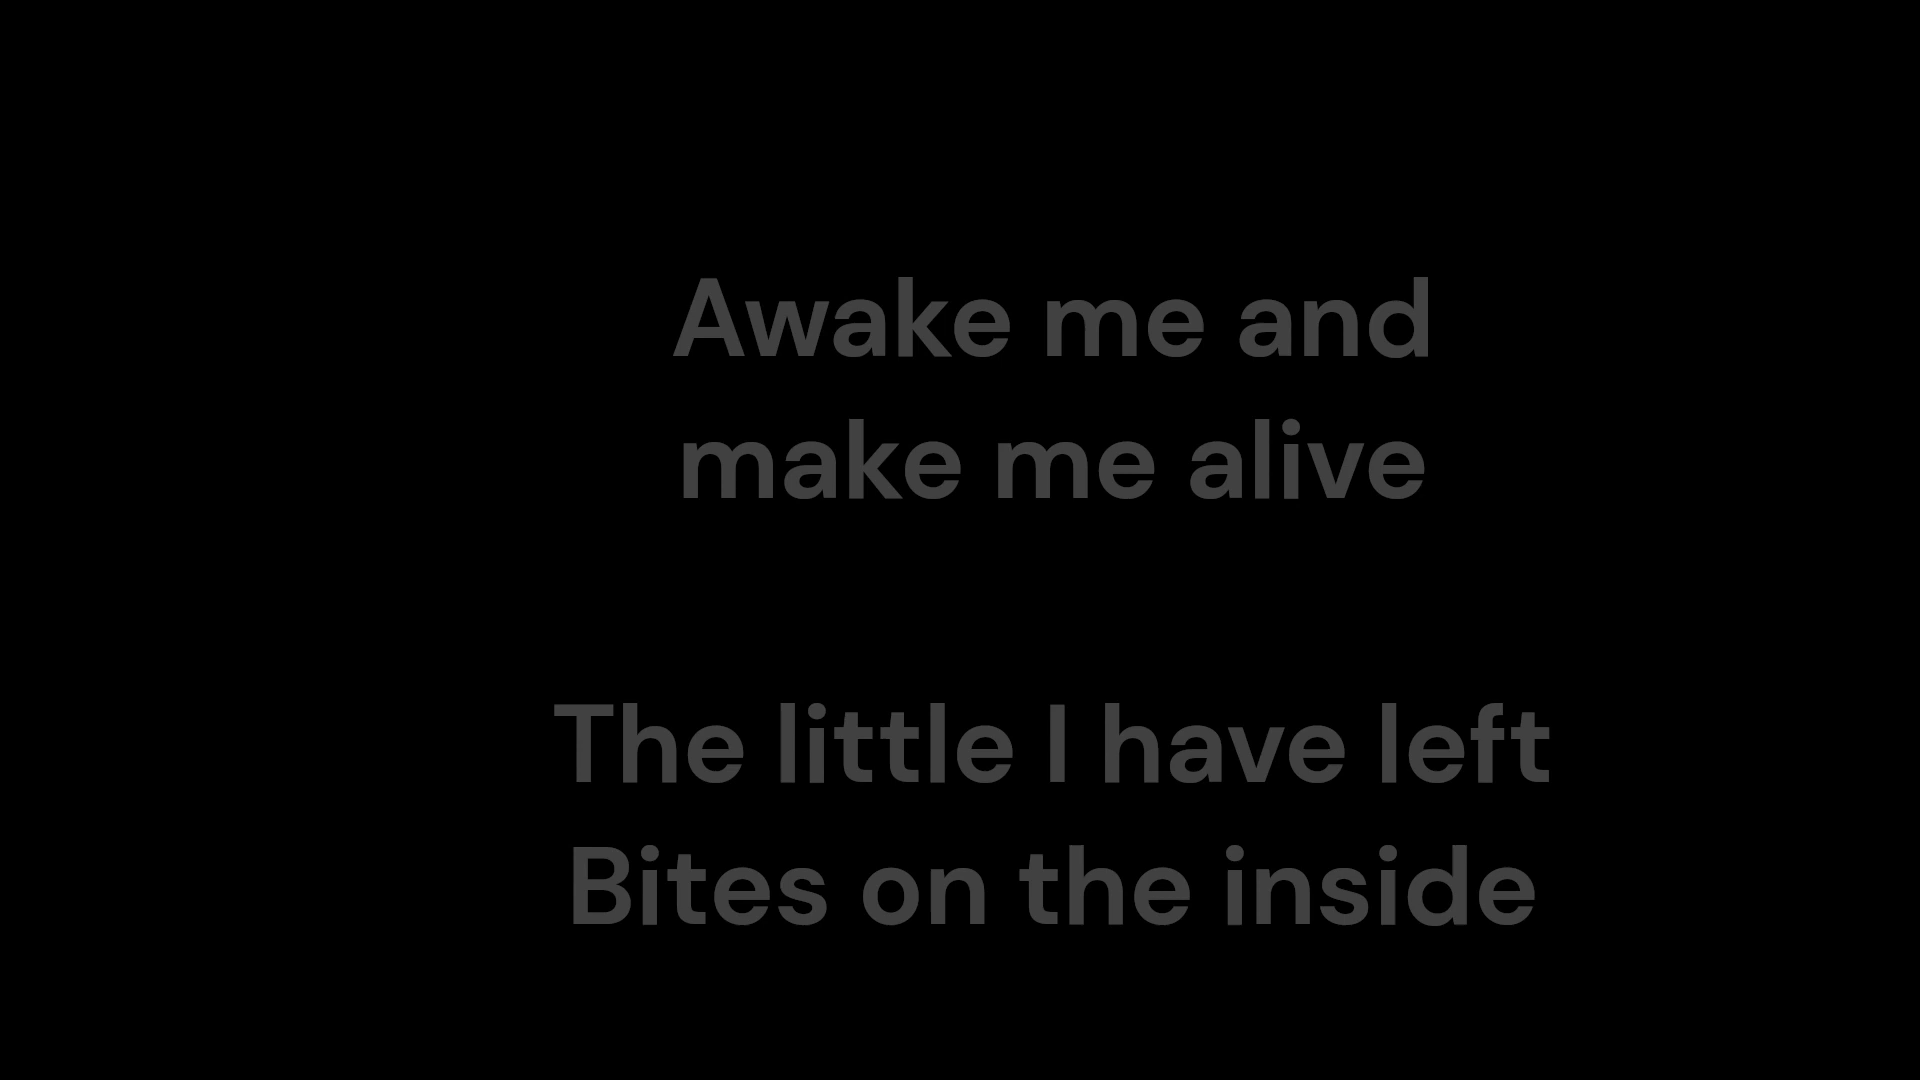 Awake me and
make me alive
The little I have left
Bites on the inside